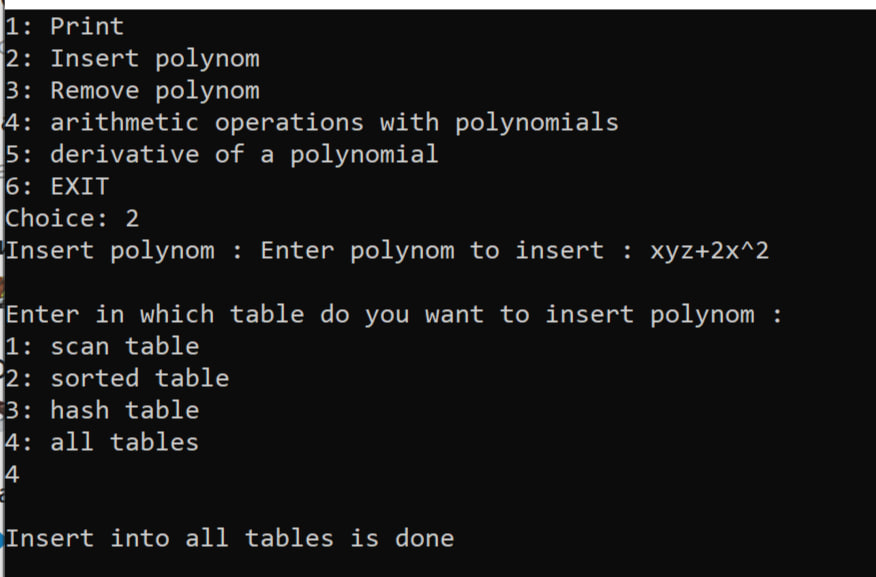 1: Print
2: Insert polynom
3: Remove polynom
4: arithmetic operations with polynomials
5: derivative of a polynomial
6: EXIT
Choice: 2
Insert polynom : Enter polynom to insert : xyz+2x^2
Enter in which table do you want to insert polynom :
1: scan table
2: sorted table
3: hash table
4: all tables
4
Insert into all tables is done